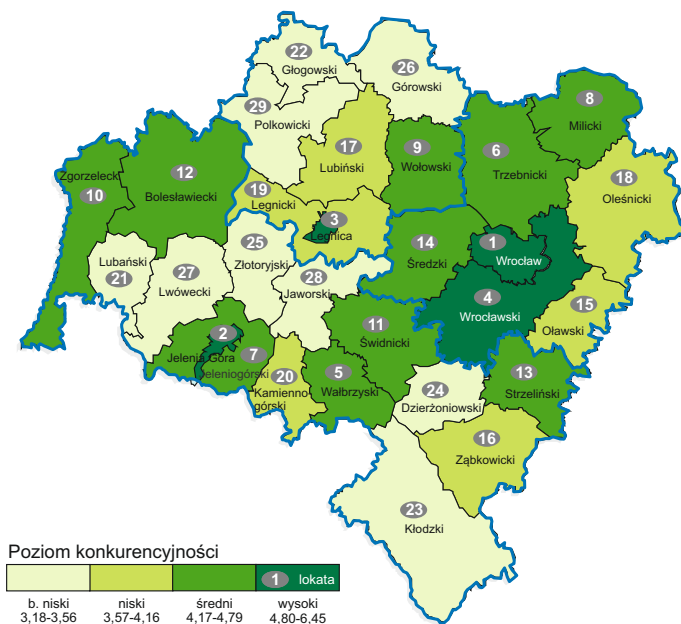 22
Głogowski
26
Górowski
29
Polkowicki
8
Milicki
17
Lubiński
9
Wołowski
6
Trzebnicki
12
Bolesławiecki
Zgorzelecki
10
18
Oleśnicki
19
Legnicki
3
Legnica
25
Złotoryjski
14
Średzki
1
Wrocław
Lubański
21
27
Lwówecki
28
Jaworski
4
Wrocławski
15
Oławski
11
Świdnicki
2
Jelenia Góra
7
jeleniogórski
20
Kamienno-
górski
5
Wałbrzyski
24
Dzierżoniowski
13
Strzeliński
16
Ząbkowicki
23
Kłodzki
Poziom konkurencyjności
1 lokata
b. niski niski średni wysoki
3,18-3,56 3,57-4,16 4,17-4,79 4,80-6,45